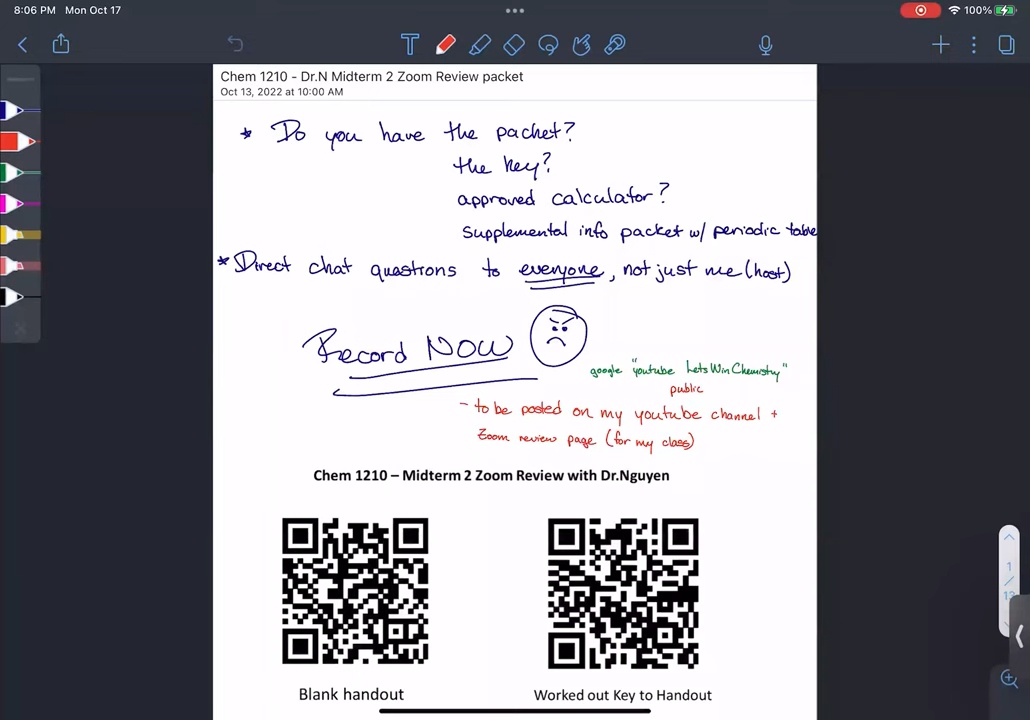 8:06 PM Mon Oct 17
100%
Chem 1210 - Dr.N Midterm 2 Zoom Review packet
Oct 13, 2022 at 10:00 AM
* Do you have the packet?
the key?
approved calculator?
supplemental info packet w/ periodic table
* Direct chat questions to everyone, not just me (host)
Record NOW
google "youtube LetsWinChemistry"
public
- to be posted on my youtube channel +
Zoom review page (for my class)
Chem 1210 – Midterm 2 Zoom Review with Dr.Nguyen
Blank handout
Worked out Key to Handout
1
/